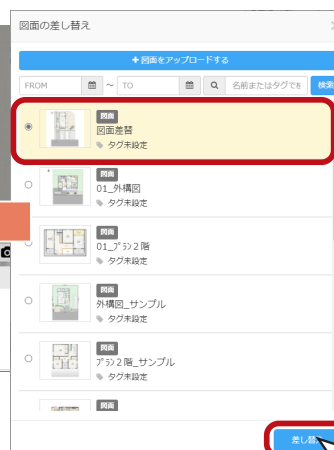 図面の差し替え
+ 図面をアップロードする
FROM ~ TO 名前またはタグで 検索
図面
図面差替
タグ未設定
図面
01_外構図
タグ未設定
図面
01_ﾌﾟﾗﾝ２階
タグ未設定
図面
外構図_サンプル
タグ未設定
図面
ﾌﾟﾗﾝ２階_サンプル
タグ未設定
図面
差し替